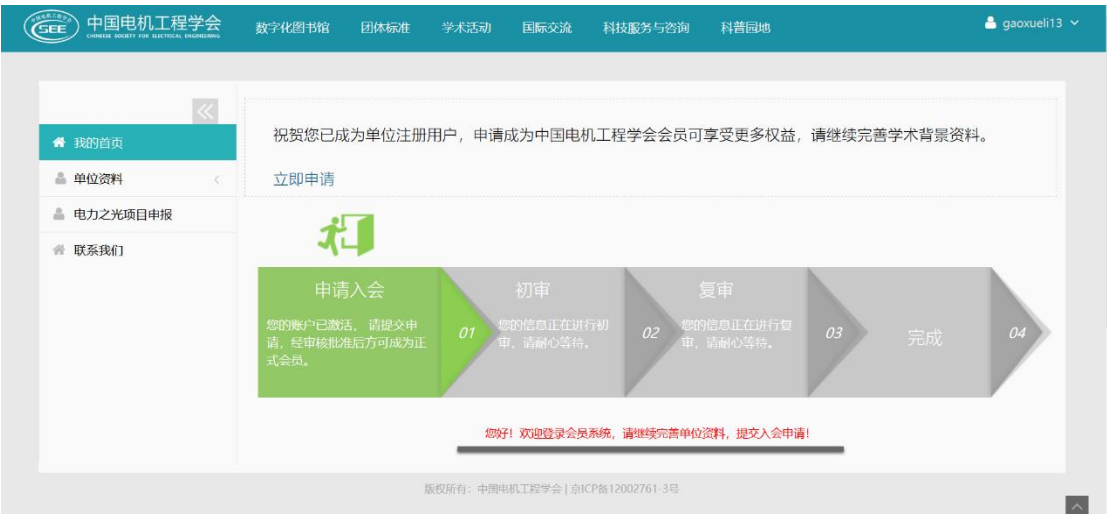 CSEE
中国电机工程学会
CHINESE SOCIETY FOR ELECTRICAL ENGINEERING
数字化图书馆 团体标准 学术活动 国际交流 科技服务与咨询 科普园地
gaoxueli13
我的首页
单位资料
电力之光项目申报
联系我们
祝贺您已成为单位注册用户，申请成为中国电机工程学会会员可享受更多权益，请继续完善学术背景资料。
立即申请
申请入会
您的账户已激活， 请提交申
请，经审核批准后方可成为正
式会员。
01
初审
您的信息正在进行初
审，请耐心等待。
02
复审
您的信息正在进行复
审，请耐心等待。
03
完成
04
您好！欢迎登录会员系统，请继续完善单位资料，提交入会申请！
版权所有：中国电机工程学会 | 京ICP备12002761-3号